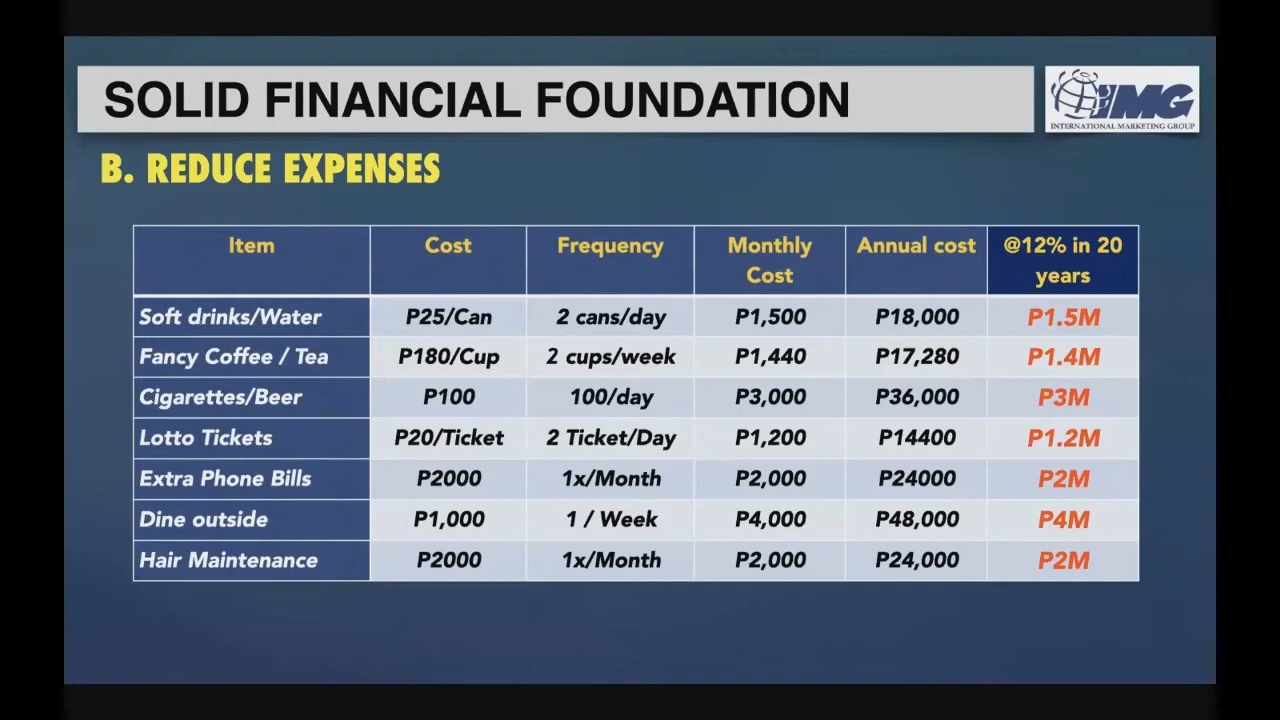 SOLID FINANCIAL FOUNDATION
IMG
INTERNATIONAL MARKETING GROUP
B. REDUCE EXPENSES
Item Cost Frequency Monthly Cost Annual cost @12% in 20 years
Soft drinks/Water P25/Can 2 cans/day P1,500 P18,000 P1.5M
Fancy Coffee / Tea P180/Cup 2 cups/week P1,440 P17,280 P1.4M
Cigarettes/Beer P100 100/day P3,000 P36,000 P3M
Lotto Tickets P20/Ticket 2 Ticket/Day P1,200 P14400 P1.2M
Extra Phone Bills P2000 1x/Month P2,000 P24000 P2M
Dine outside P1,000 1 / Week P4,000 P48,000 P4M
Hair Maintenance P2000 1x/Month P2,000 P24,000 P2M